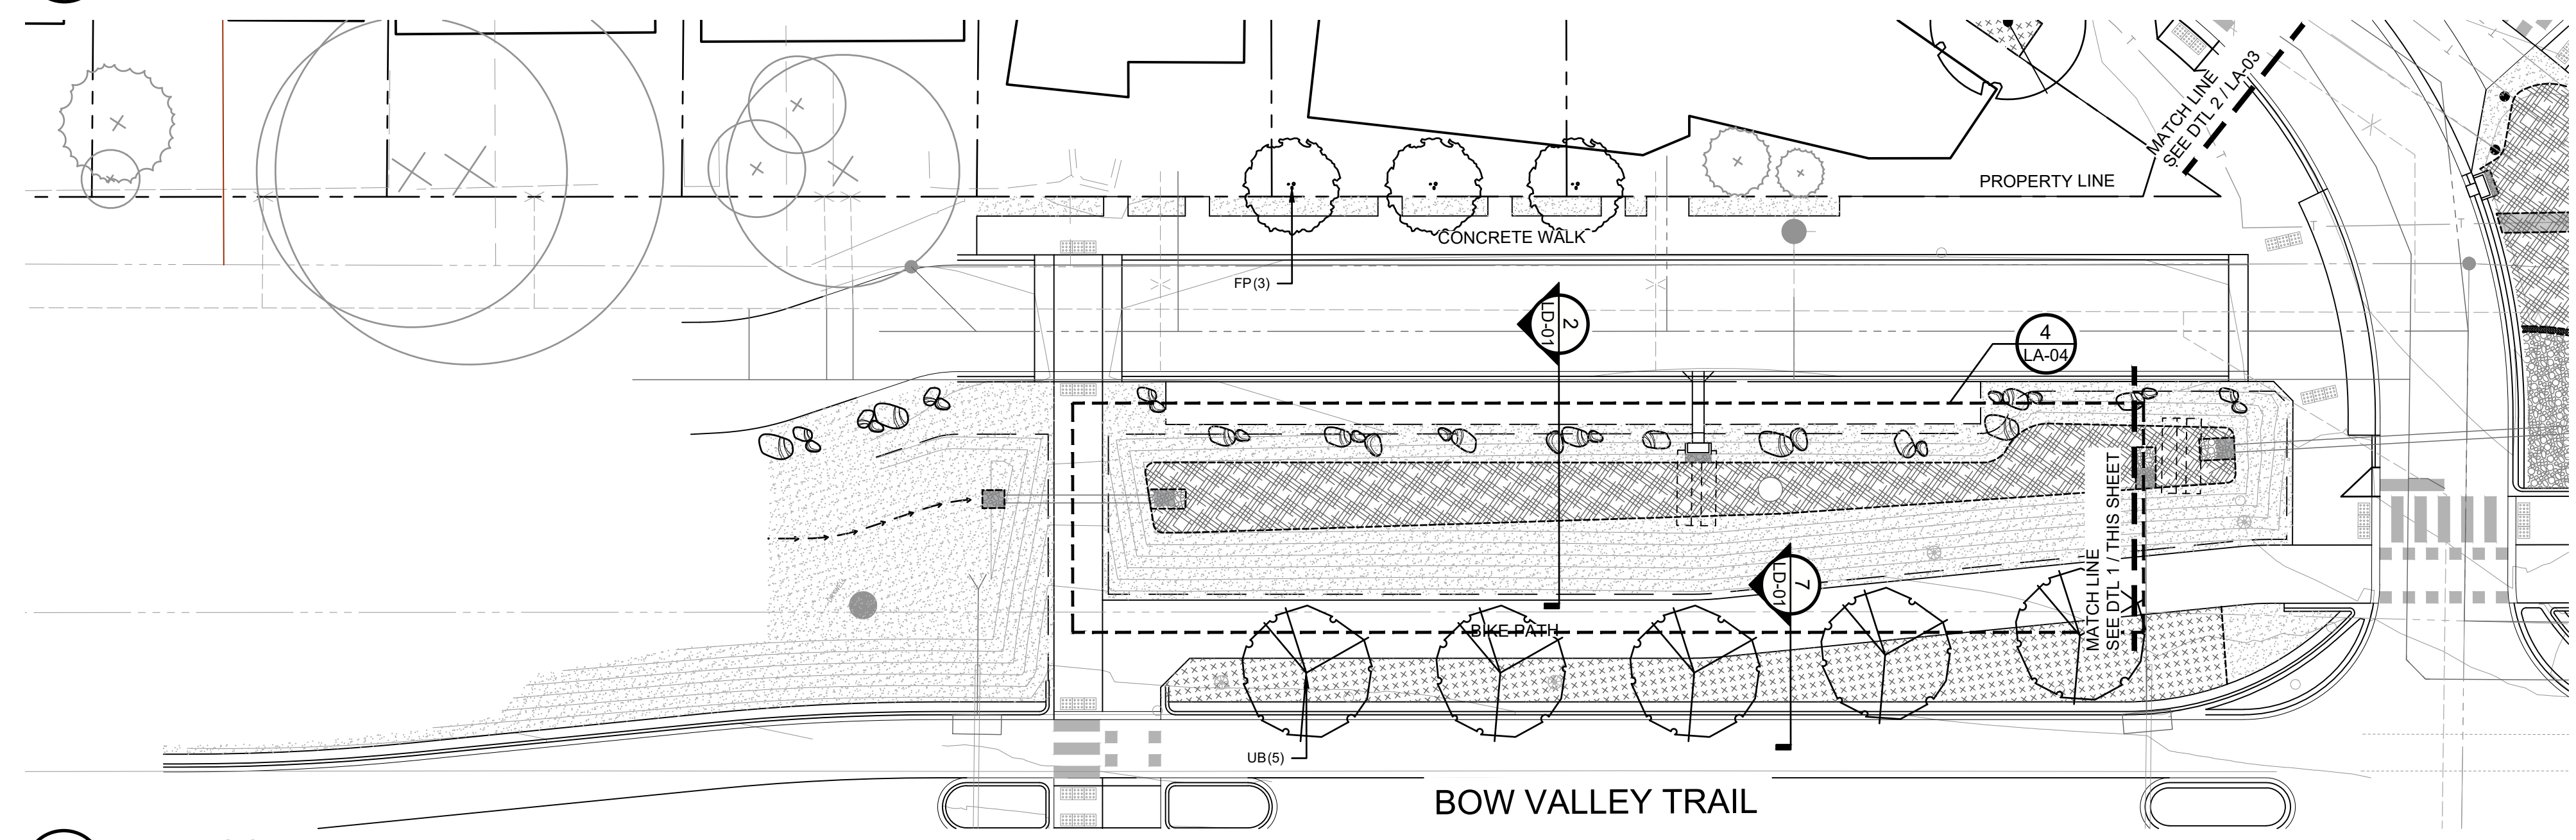 MATCH LINE
SEE DTL 2 / LA-03
PROPERTY LINE
CONCRETE WALK
FP(3)
2
LD-01
4
LA-04
MATCH LINE
SEE DTL 1 / THIS SHEET
7
LD-01
BIKE PATH
UB(5)
BOW VALLEY TRAIL